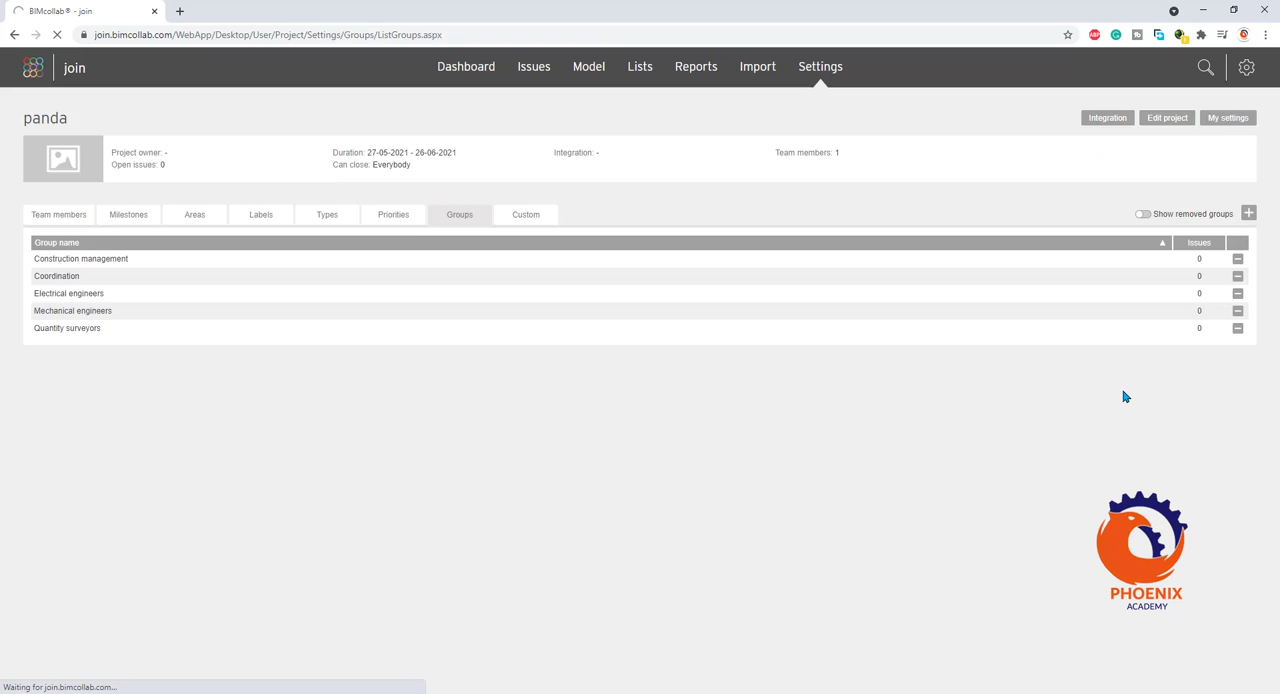 BIMcollab® - join
join.bimcollab.com/WebApp/Desktop/User/Project/Settings/Groups/ListGroups.aspx
join
Dashboard Issues Model Lists Reports Import Settings
panda
Integration Edit project My settings
Project owner: - Duration: 27-05-2021 - 26-06-2021 Integration: - Team members: 1
Open issues: 0 Can close: Everybody
Team members Milestones Areas Labels Types Priorities Groups Custom Show removed groups
Group name Issues
Construction management 0
Coordination 0
Electrical engineers 0
Mechanical engineers 0
Quantity surveyors 0
PHOENIX
ACADEMY
Waiting for join.bimcollab.com...